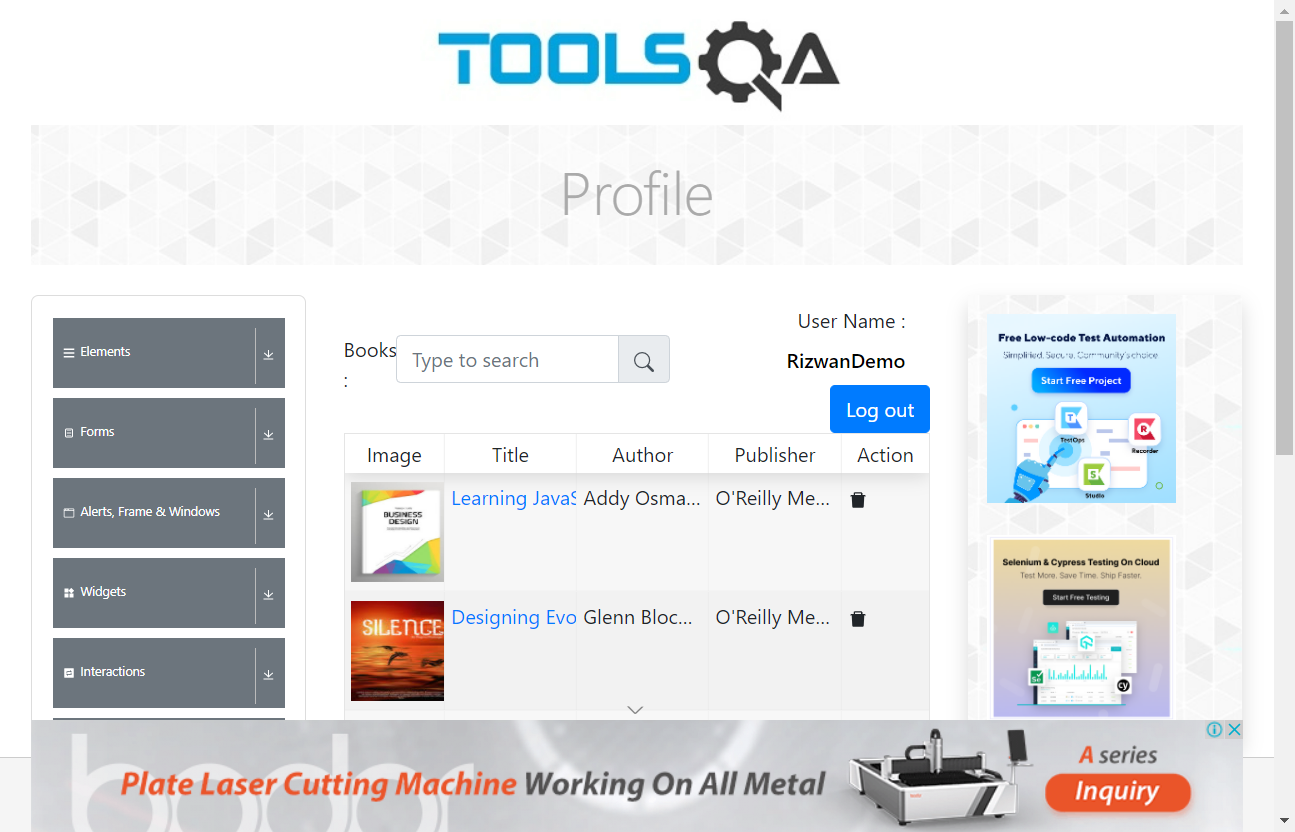 TOOLSQA
Profile
Elements
Forms
Alerts, Frame & Windows
Widgets
Interactions
Books
:
Type to search
User Name :
RizwanDemo
Log out
Image Title Author Publisher Action
BUSINESS
DESIGN
Learning JavaS Addy Osma... O'Reilly Me...
SILENCE
Designing Evo Glenn Bloc... O'Reilly Me...
Free Low-code Test Automation
Simplified. Secure. Community's choice
Start Free Project
TestOps
Recorder
Studio
Selenium & Cypress Testing On Cloud
Test More. Save Time. Ship Faster.
Start Free Testing
Se
cy
bodor
Plate Laser Cutting Machine Working On All Metal
A series
Inquiry